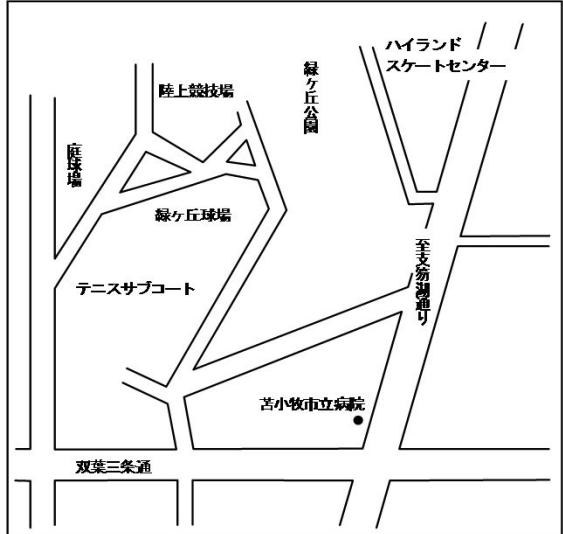 ハイランド
スケートセンター
緑ヶ丘公園
陸上競技場
庭球場
緑ヶ丘球場
至支笏湖通り
テニスサブコート
苫小牧市立病院
双葉三条通